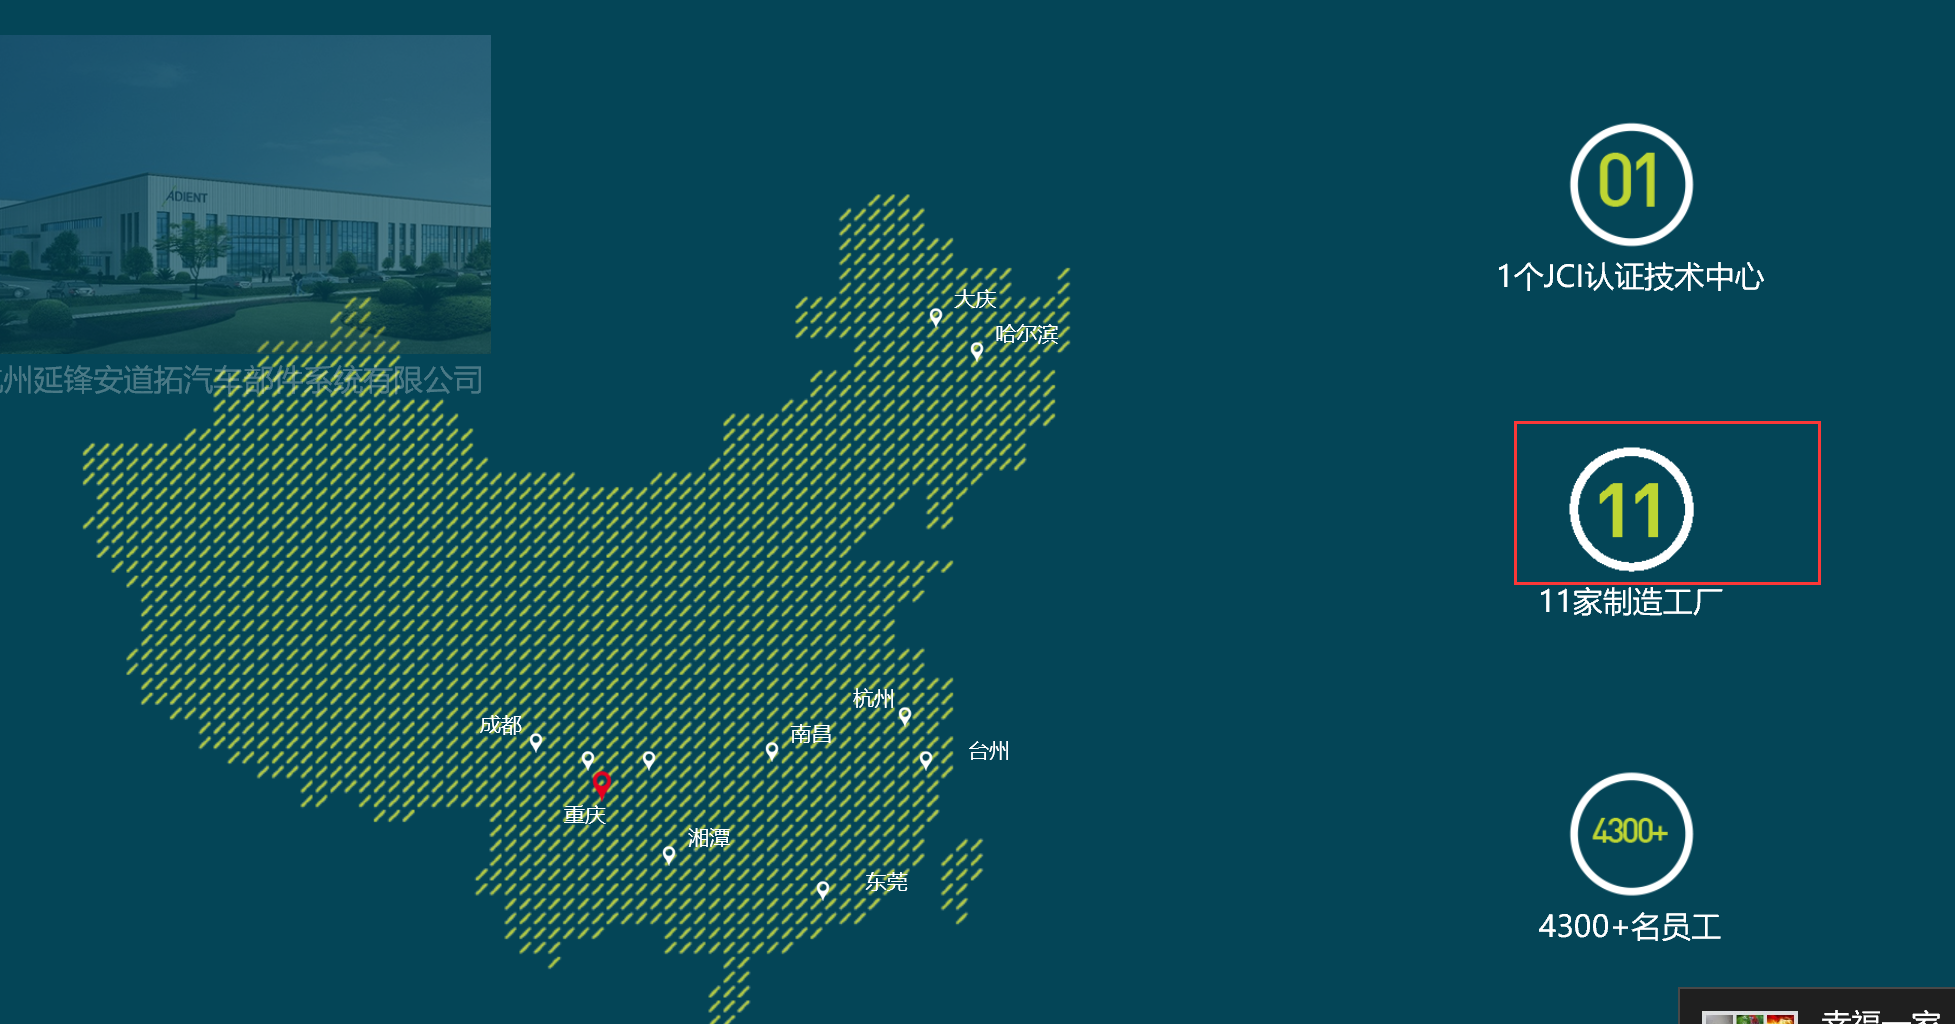 ADIENT
州延锋安道拓汽车部件系统有限公司
01
1个JCI认证技术中心
大庆
哈尔滨
11
11家制造工厂
杭州
成都
南昌
台州
重庆
湘潭
4300+
东莞
4300+名员工
幸福一家